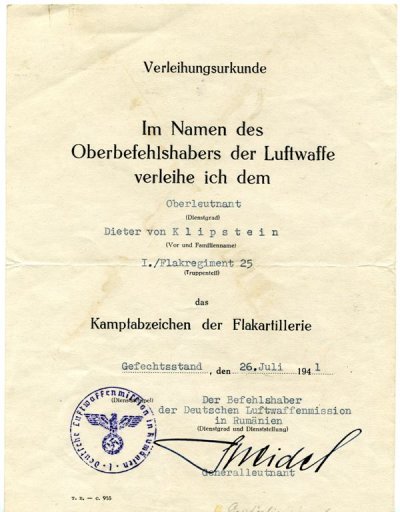 Verleihungsurkunde
Im Namen des
Oberbefehlshabers der Luftwaffe
verleihe ich dem
Oberleutnant
(Dienstgrad)
Dieter von Klipstein
(Vor und Familienname)
I./Flakregiment 25
(Truppenteil)
das
Kampfabzeichen der Flakartillerie
Gefechtsstand, den 26.Juli 1941
(Dienststempel)
Der Befehlshaber
der Deutschen Luftwaffenmission
in Rumänien
(Dienstgrad und Dienststellung)
Deutsche Luftwaffenmission in Rumänien
Speidel
Generalleutnant